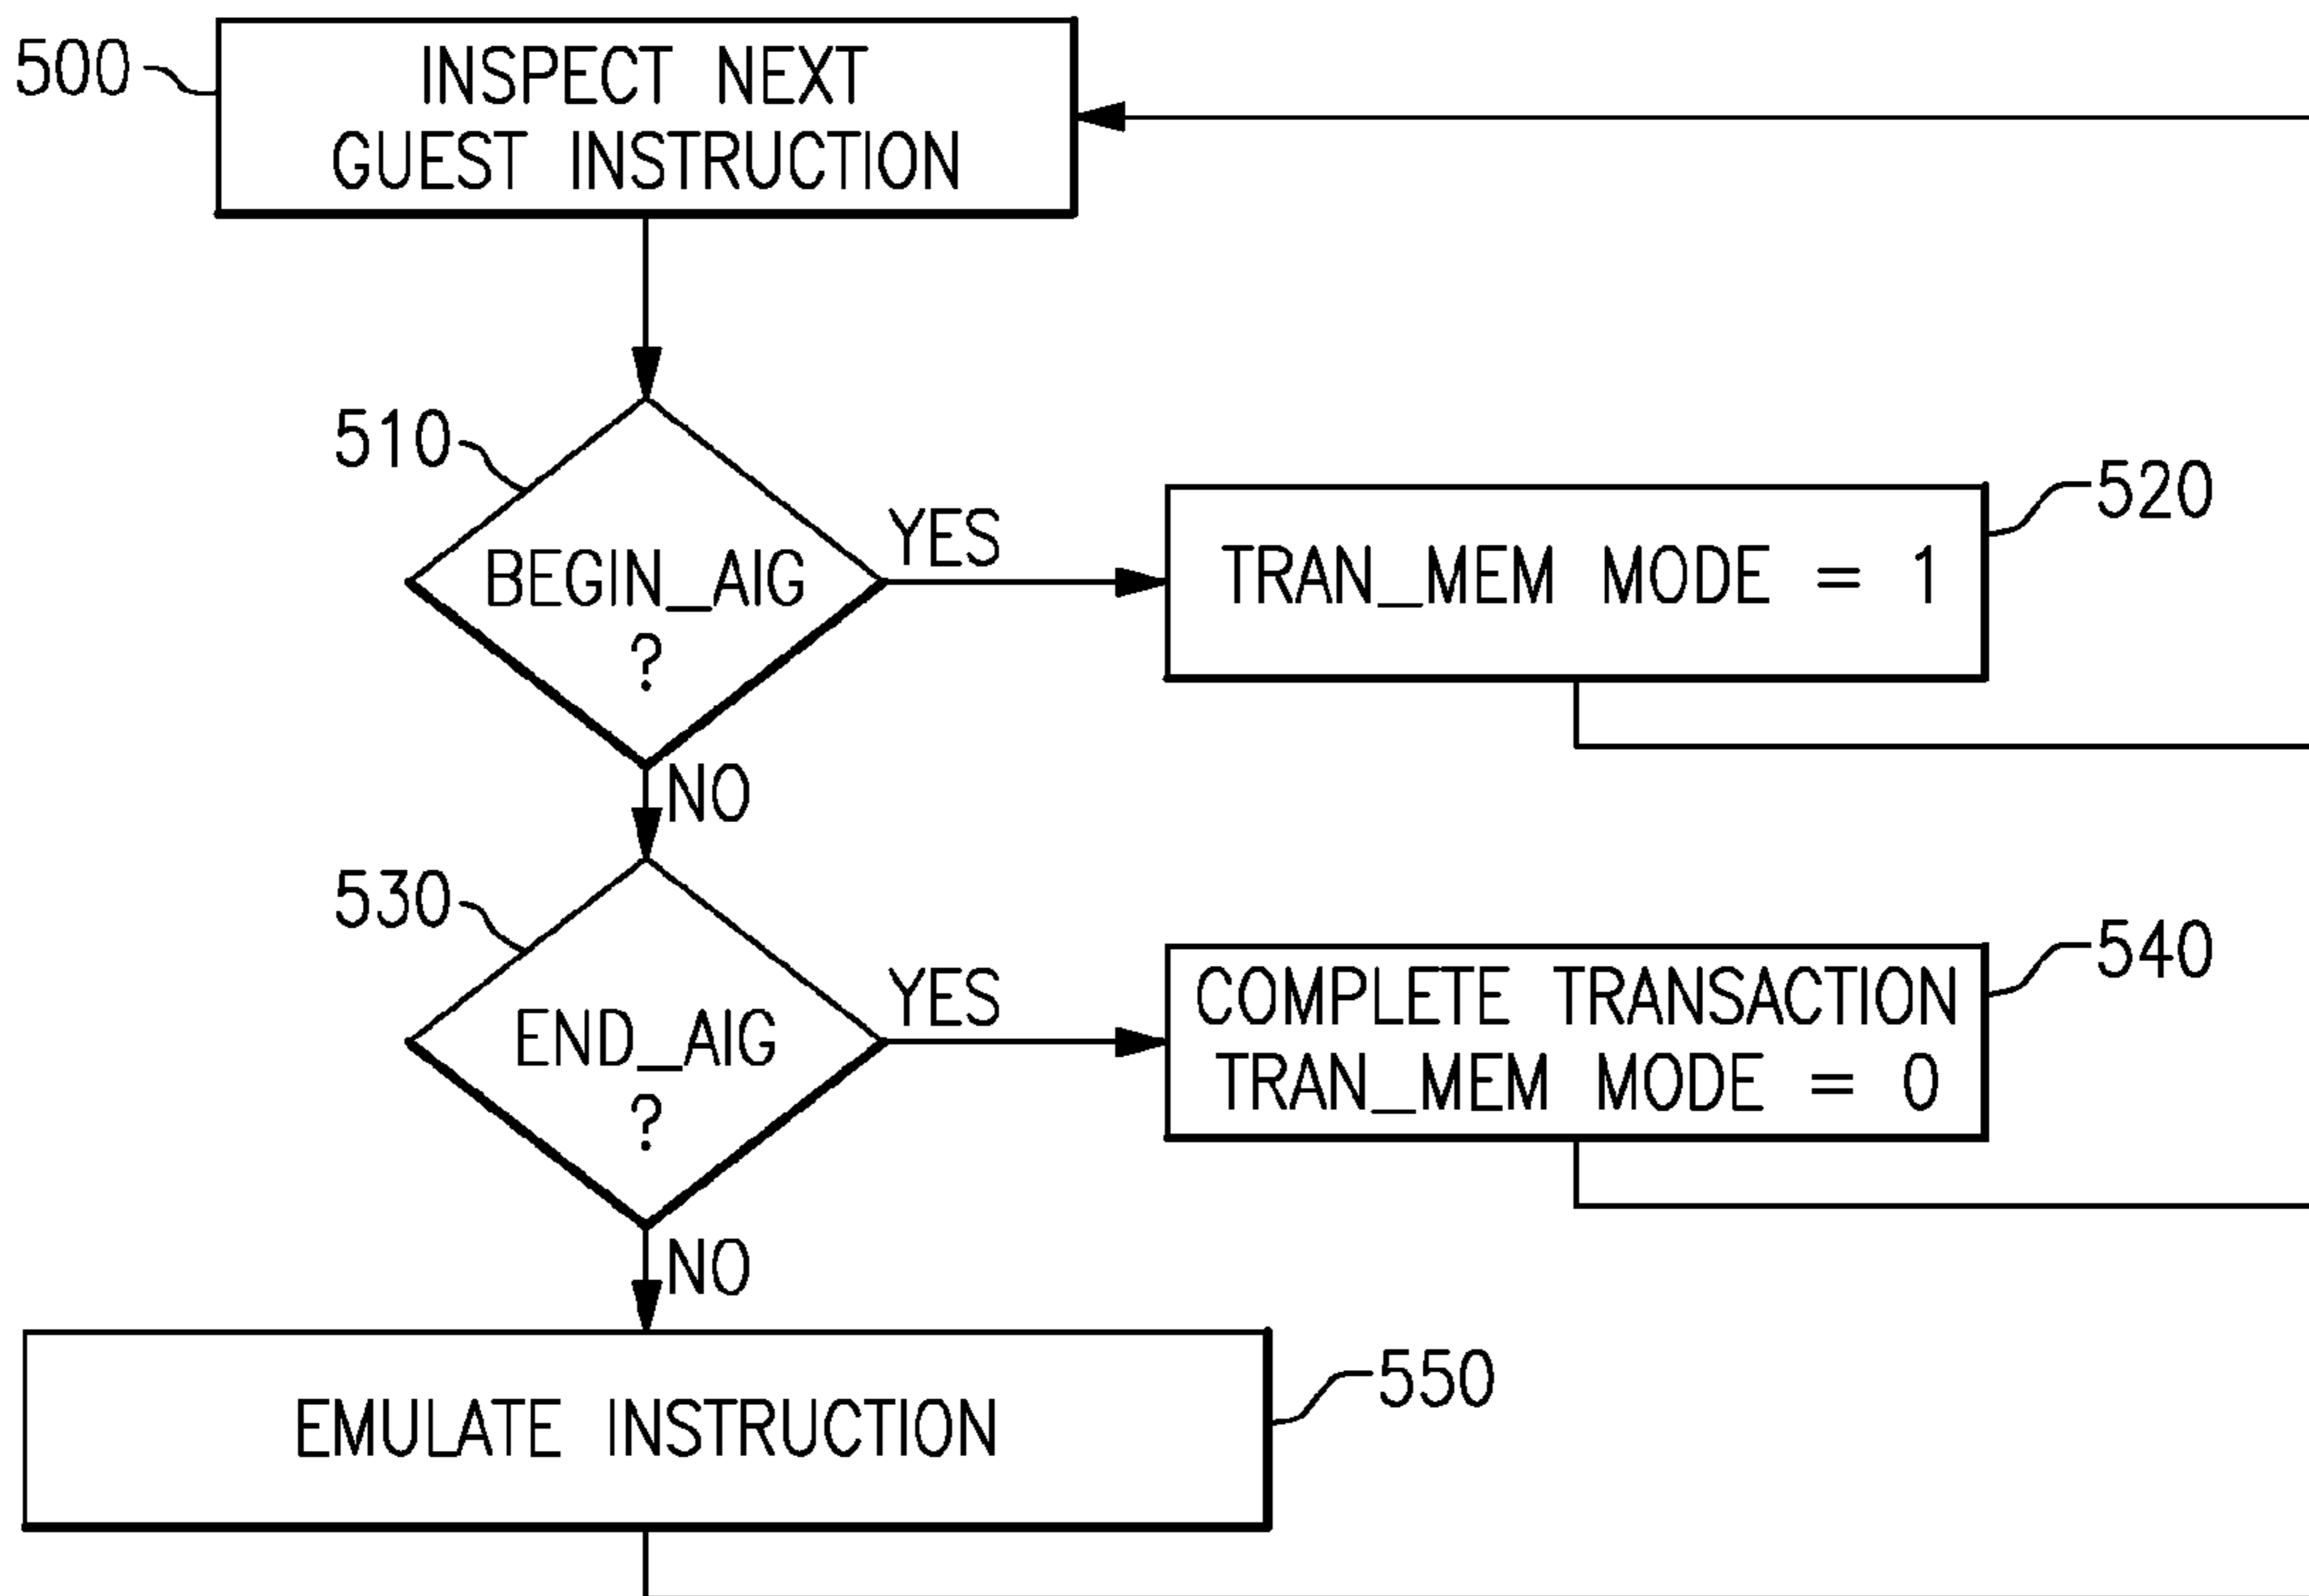 500
INSPECT NEXT
GUEST INSTRUCTION
510
BEGIN_AIG
?
YES
520
TRAN_MEM MODE = 1
NO
530
END_AIG
?
YES
540
COMPLETE TRANSACTION
TRAN_MEM MODE = 0
NO
550
EMULATE INSTRUCTION